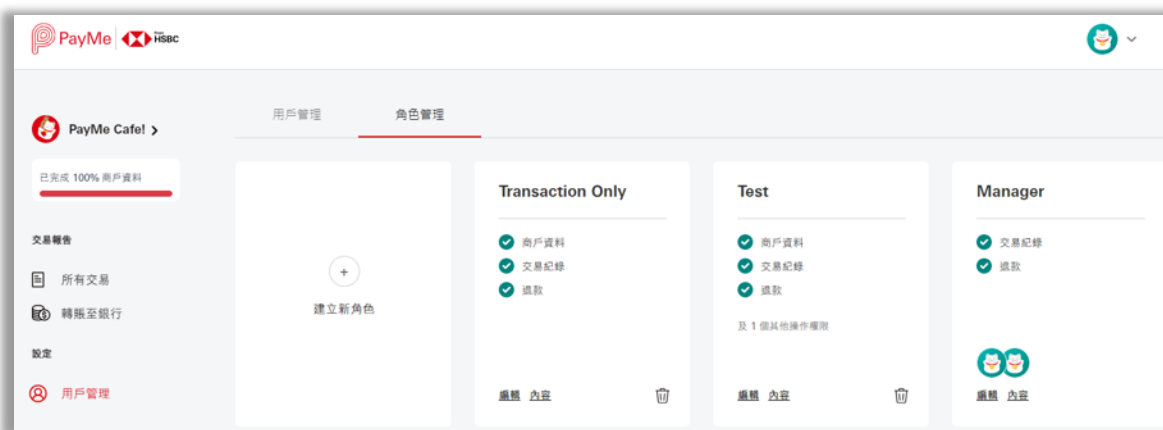 PayMe HSBC
PayMe Cafe!
已完成 100% 商戶資料
交易報告
所有交易
轉賬至銀行
設定
用戶管理
用戶管理 角色管理
建立新角色
Transaction Only
商戶資料
交易紀錄
退款
編輯 內容
Test
商戶資料
交易紀錄
退款
及 1 個其他操作權限
編輯 內容
Manager
交易紀錄
退款
編輯 內容